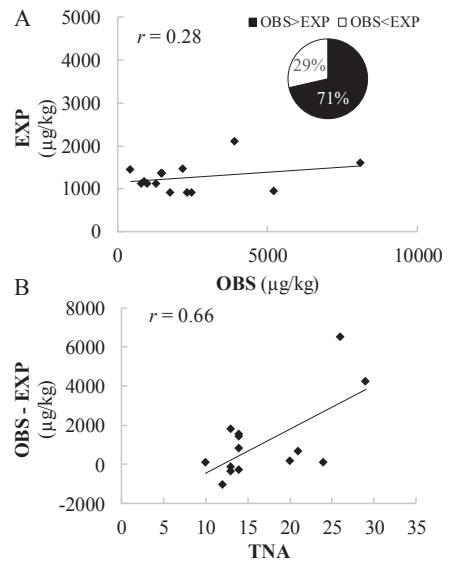 A
■OBS>EXP □OBS<EXP
r = 0.28
29%
71%
5000
4000
3000
2000
1000
0
EXP
(µg/kg)
0 5000 10000
OBS (µg/kg)
B
r = 0.66
8000
6000
4000
2000
0
-2000
OBS - EXP
(µg/kg)
0 5 10 15 20 25 30 35
TNA